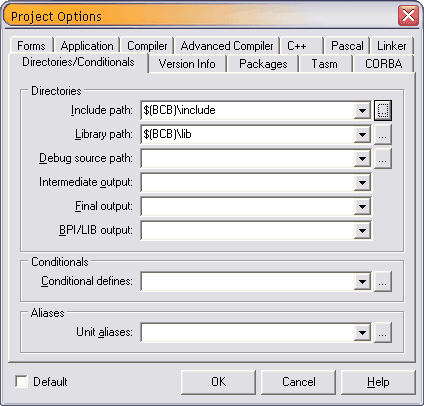 Project Options
Forms Application Compiler Advanced Compiler C++ Pascal Linker
Directories/Conditionals Version Info Packages Tasm CORBA
Directories
Include path: $(BCB)\include
Library path: $(BCB)\lib ...
Debug source path: ...
Intermediate output:
Final output:
BPI/LIB output:
Conditionals
Conditional defines: ...
Aliases
Unit aliases: ...
Default OK Cancel Help